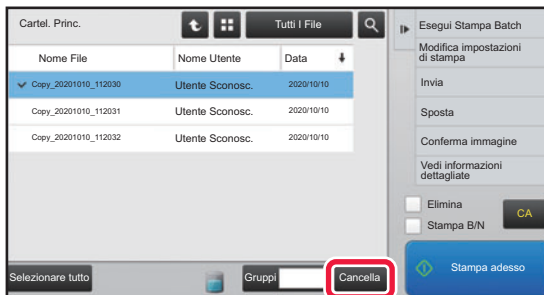 Cartel. Princ.
Tutti I File
Nome File
Nome Utente
Data
Copy_20201010_112030
Utente Sconosc.
2020/10/10
Copy_20201010_112031
Utente Sconosc.
2020/10/10
Copy_20201010_112032
Utente Sconosc.
2020/10/10
Selezionare tutto
Gruppi
Cancella
Esegui Stampa Batch
Modifica impostazioni
di stampa
Invia
Sposta
Conferma immagine
Vedi informazioni
dettagliate
Elimina
Stampa B/N
CA
Stampa adesso